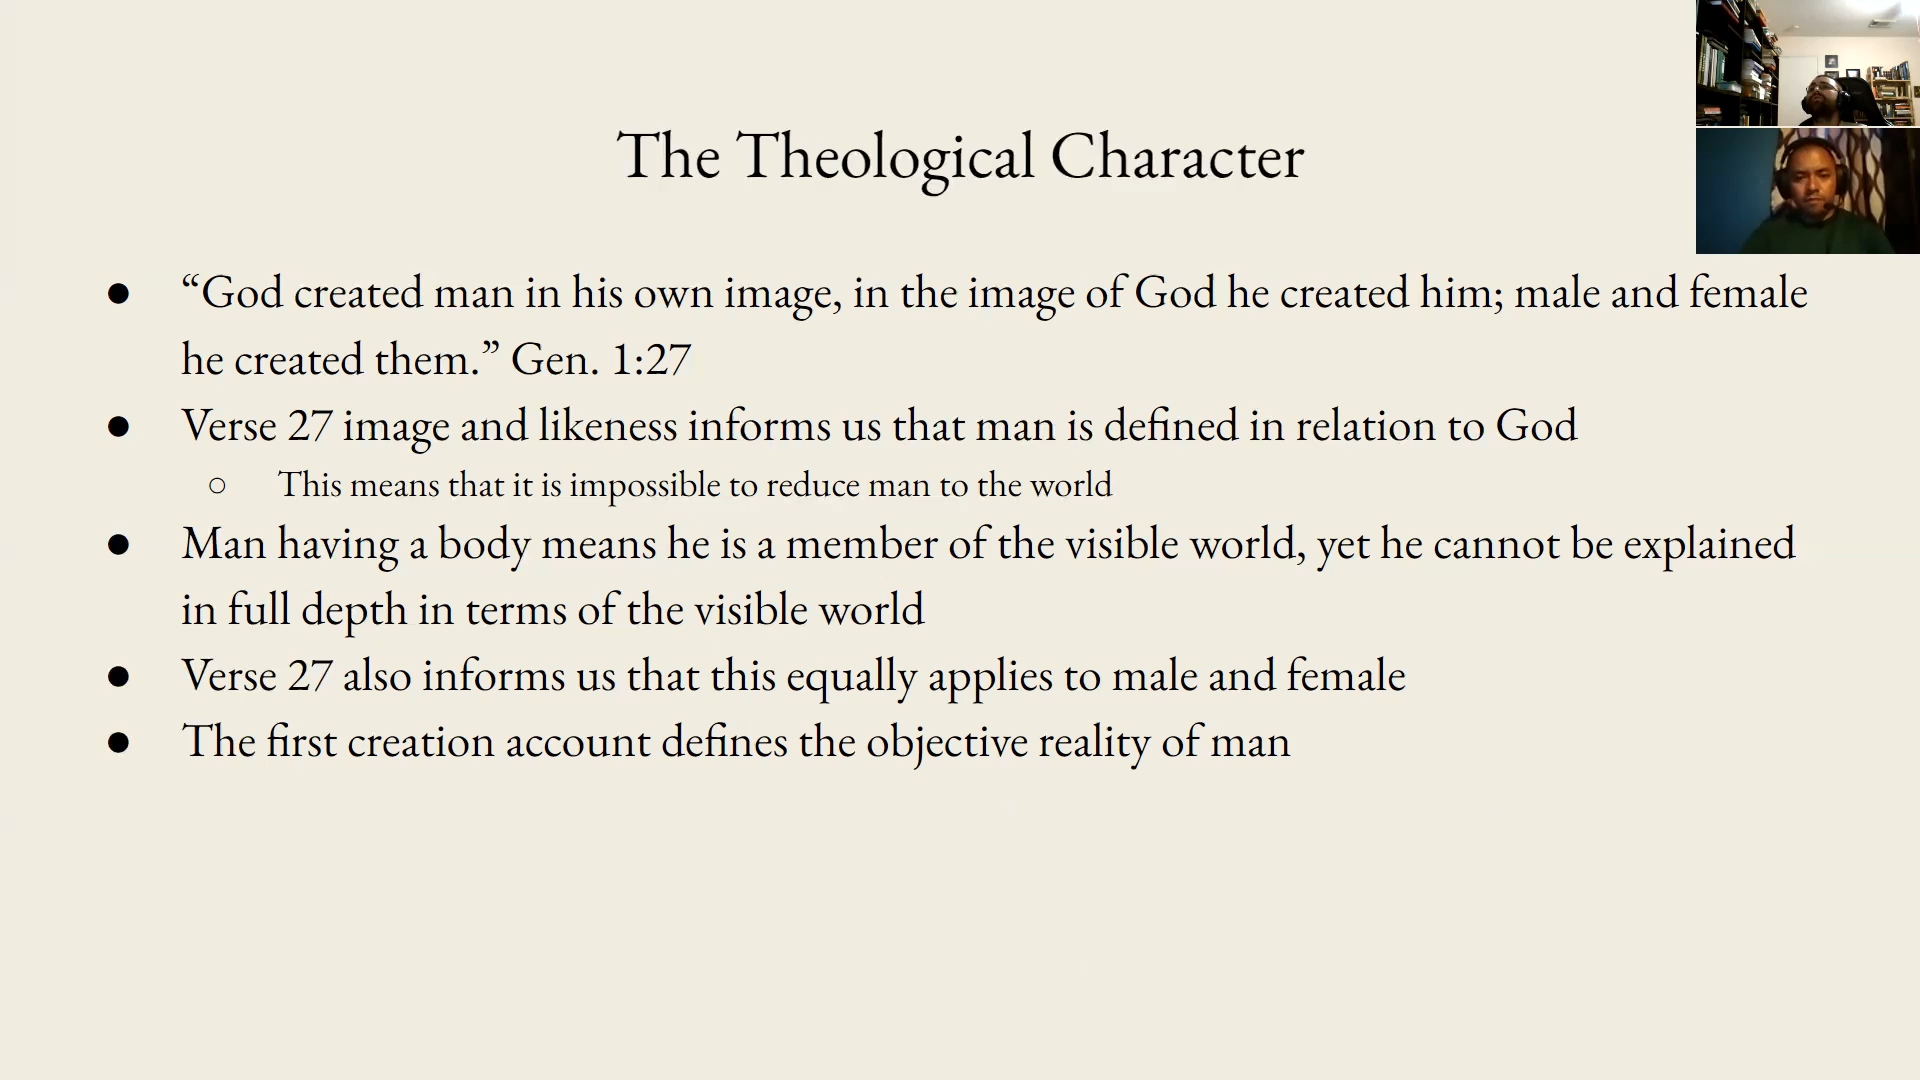 The Theological Character
● “God created man in his own image, in the image of God he created him; male and female
he created them.” Gen. 1:27
● Verse 27 image and likeness informs us that man is defined in relation to God
○ This means that it is impossible to reduce man to the world
● Man having a body means he is a member of the visible world, yet he cannot be explained
in full depth in terms of the visible world
● Verse 27 also informs us that this equally applies to male and female
● The first creation account defines the objective reality of man